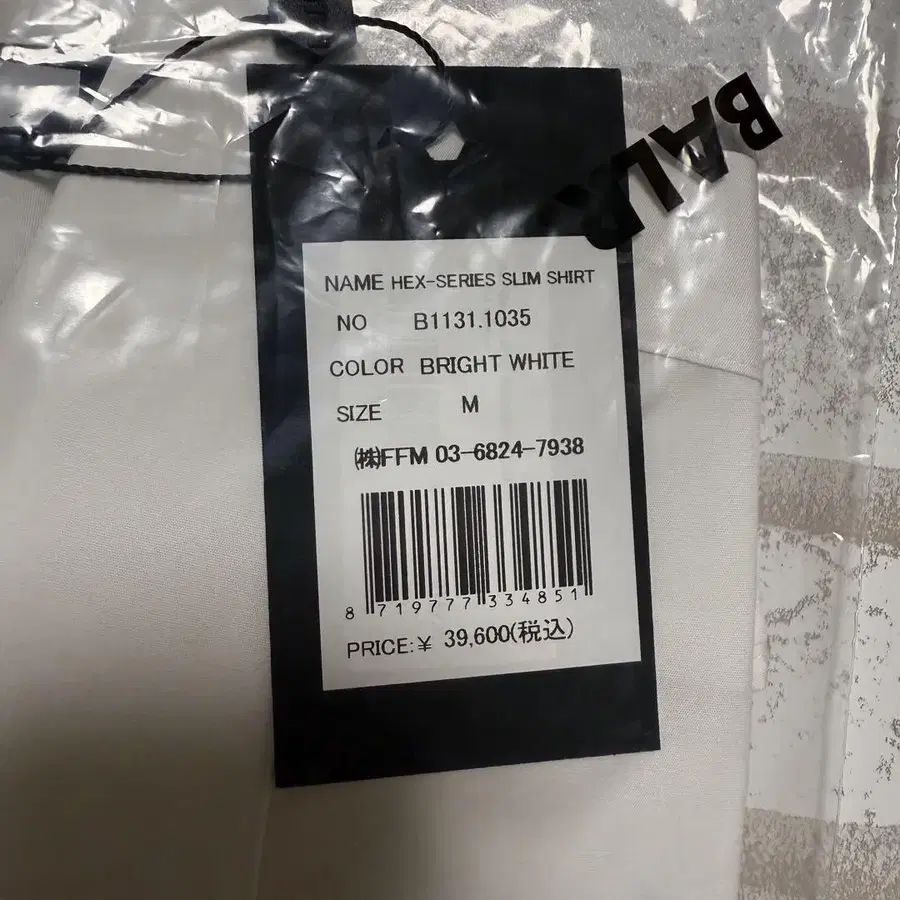 BALR
NAME HEX-SERIES SLIM SHIRT
NO B1131.1035
COLOR BRIGHT WHITE
SIZE M
㈱FFM 03-6824-7938
8 719777 334851
PRICE:¥ 39,600(税込)